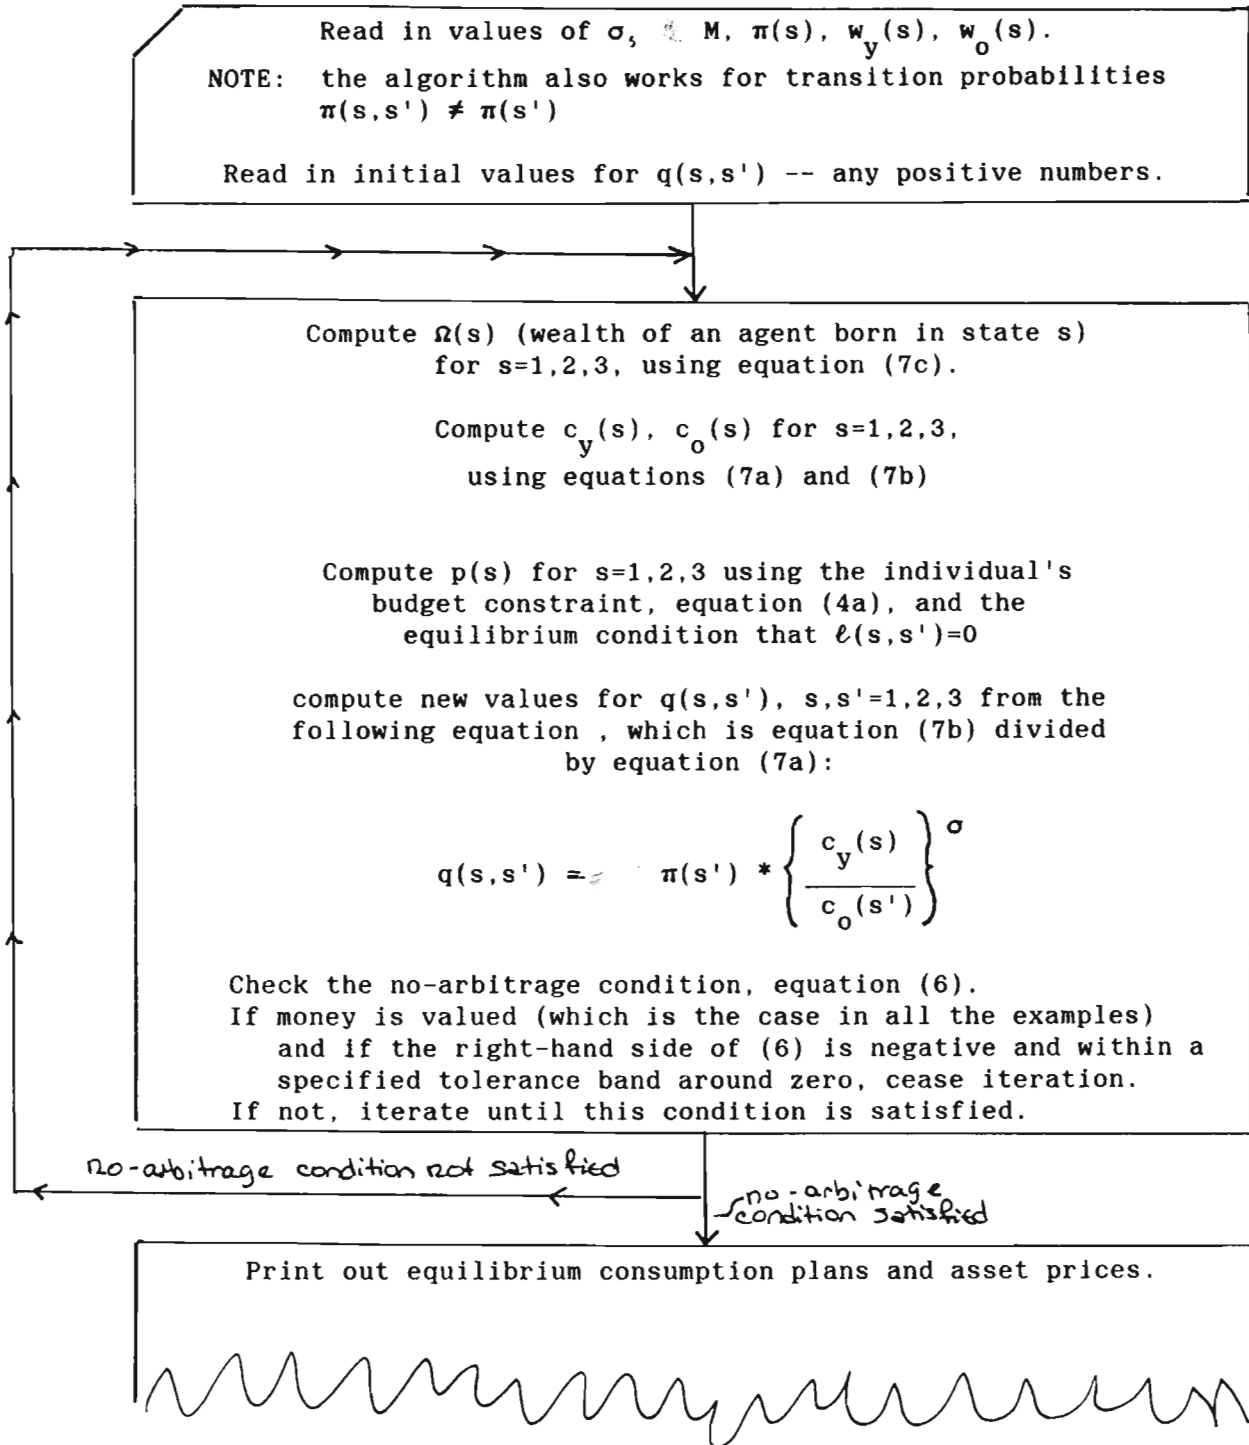 Read in values of σ, M, π(s), w_y(s), w_o(s).
NOTE: the algorithm also works for transition probabilities
π(s,s') ≠ π(s')
Read in initial values for q(s,s') -- any positive numbers.
Compute Ω(s) (wealth of an agent born in state s)
for s=1,2,3, using equation (7c).
Compute c_y(s), c_o(s) for s=1,2,3,
using equations (7a) and (7b)
Compute p(s) for s=1,2,3 using the individual's
budget constraint, equation (4a), and the
equilibrium condition that ℓ(s,s')=0
compute new values for q(s,s'), s,s'=1,2,3 from the
following equation , which is equation (7b) divided
by equation (7a):
q(s,s') = π(s') * { c_y(s) / c_o(s') }^σ
Check the no-arbitrage condition, equation (6).
If money is valued (which is the case in all the examples)
and if the right-hand side of (6) is negative and within a
specified tolerance band around zero, cease iteration.
If not, iterate until this condition is satisfied.
no-arbitrage condition not satisfied
no-arbitrage
condition satisfied
Print out equilibrium consumption plans and asset prices.